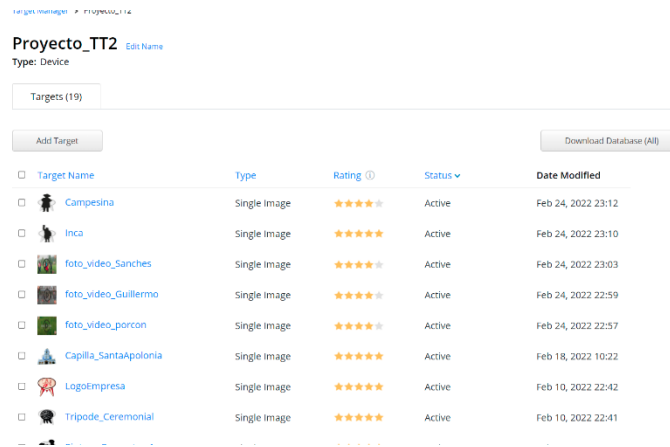 Target Manager > Proyecto_TT2
Proyecto_TT2 Edit Name
Type: Device
Targets (19)
Add Target Download Database (All)
Target Name Type Rating Status Date Modified
Campesina Single Image Active Feb 24, 2022 23:12
Inca Single Image Active Feb 24, 2022 23:10
foto_video_Sanches Single Image Active Feb 24, 2022 23:03
foto_video_Guillermo Single Image Active Feb 24, 2022 22:59
foto_video_porcon Single Image Active Feb 24, 2022 22:57
Capilla_SantaApolonia Single Image Active Feb 18, 2022 10:22
LogoEmpresa Single Image Active Feb 10, 2022 22:42
Tripode_Ceremonial Single Image Active Feb 10, 2022 22:41